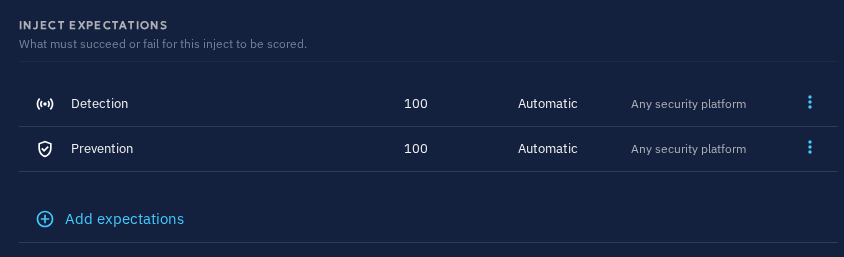 INJECT EXPECTATIONS
What must succeed or fail for this inject to be scored.
Detection 100 Automatic Any security platform
Prevention 100 Automatic Any security platform
Add expectations